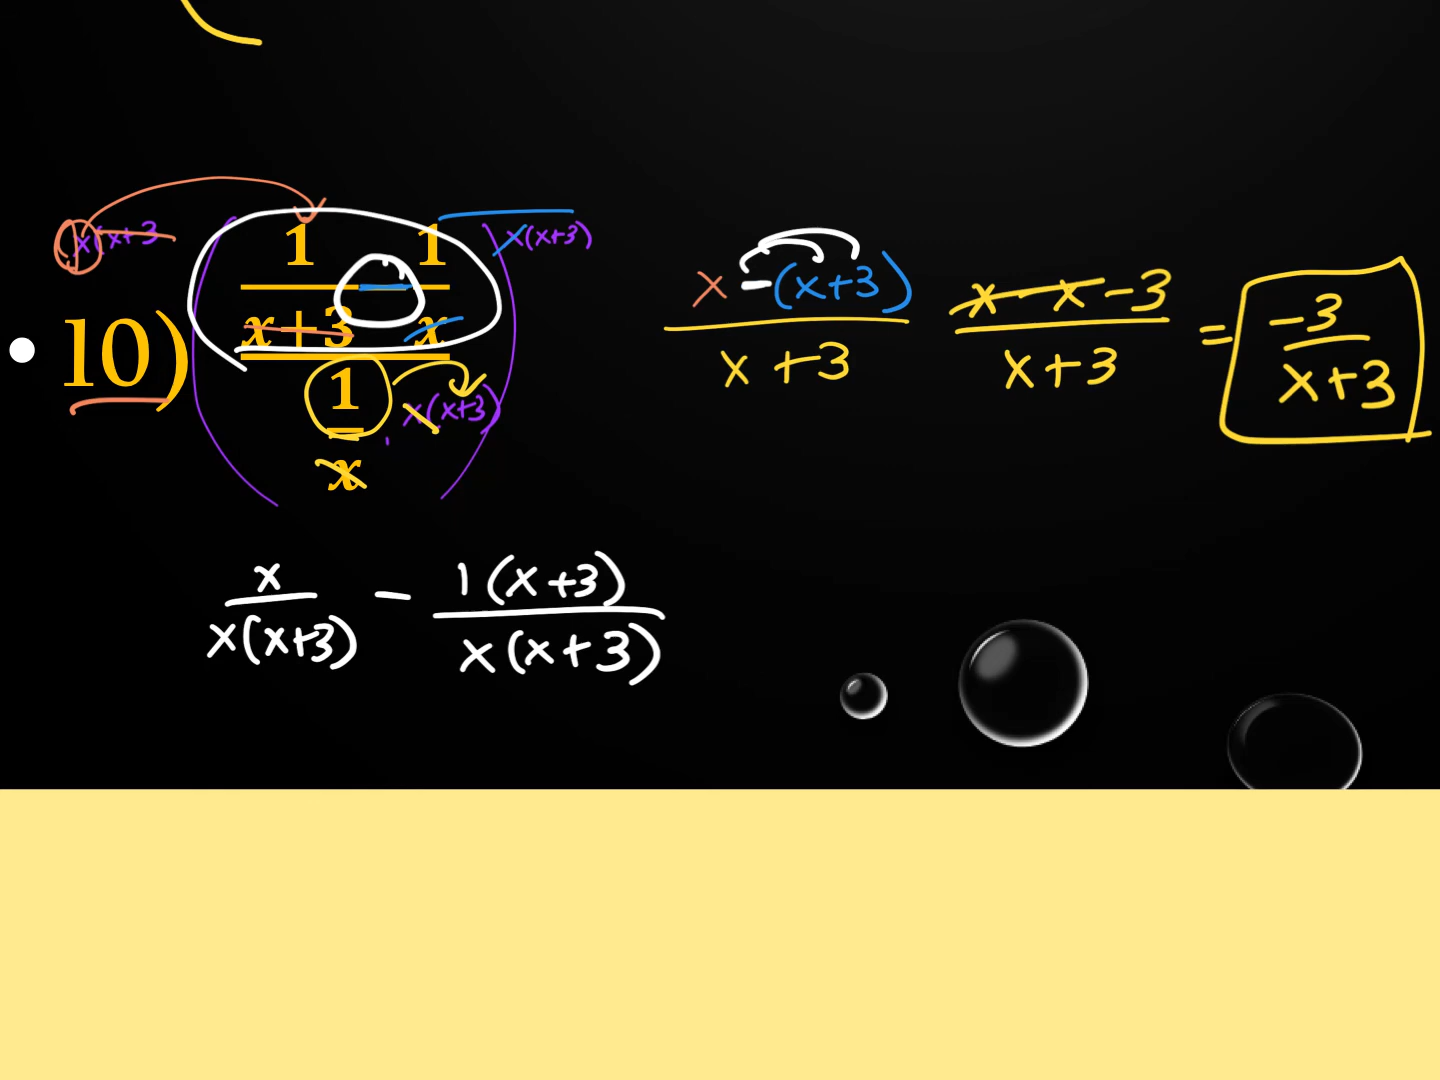 x(x+3 1 1 x(x+3)
— — —
x+3 x
• 10)
1 . x(x+3)
x
x -(x+3) x - x -3 -3
x +3 x+3 = x+3
x - 1(x+3)
x(x+3) x(x+3)